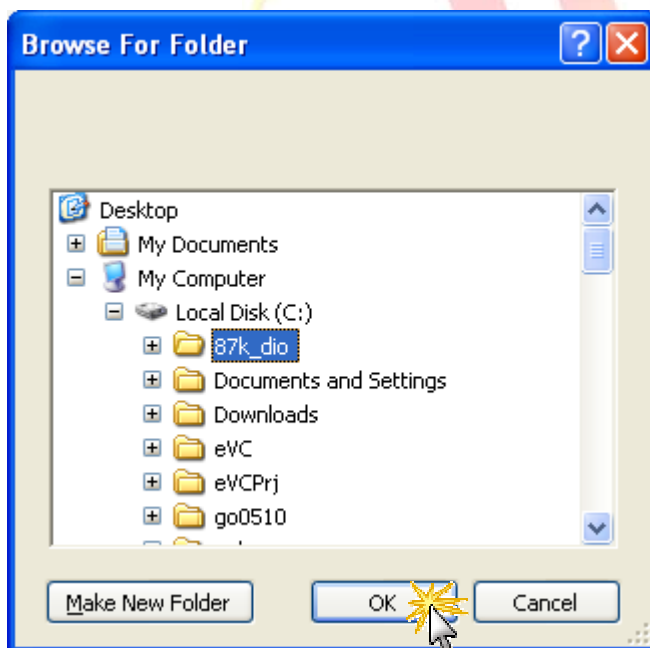 Browse For Folder
Desktop
My Documents
My Computer
Local Disk (C:)
87k_dio
Documents and Settings
Downloads
eVC
eVCPrj
go0510
Make New Folder
OK
Cancel